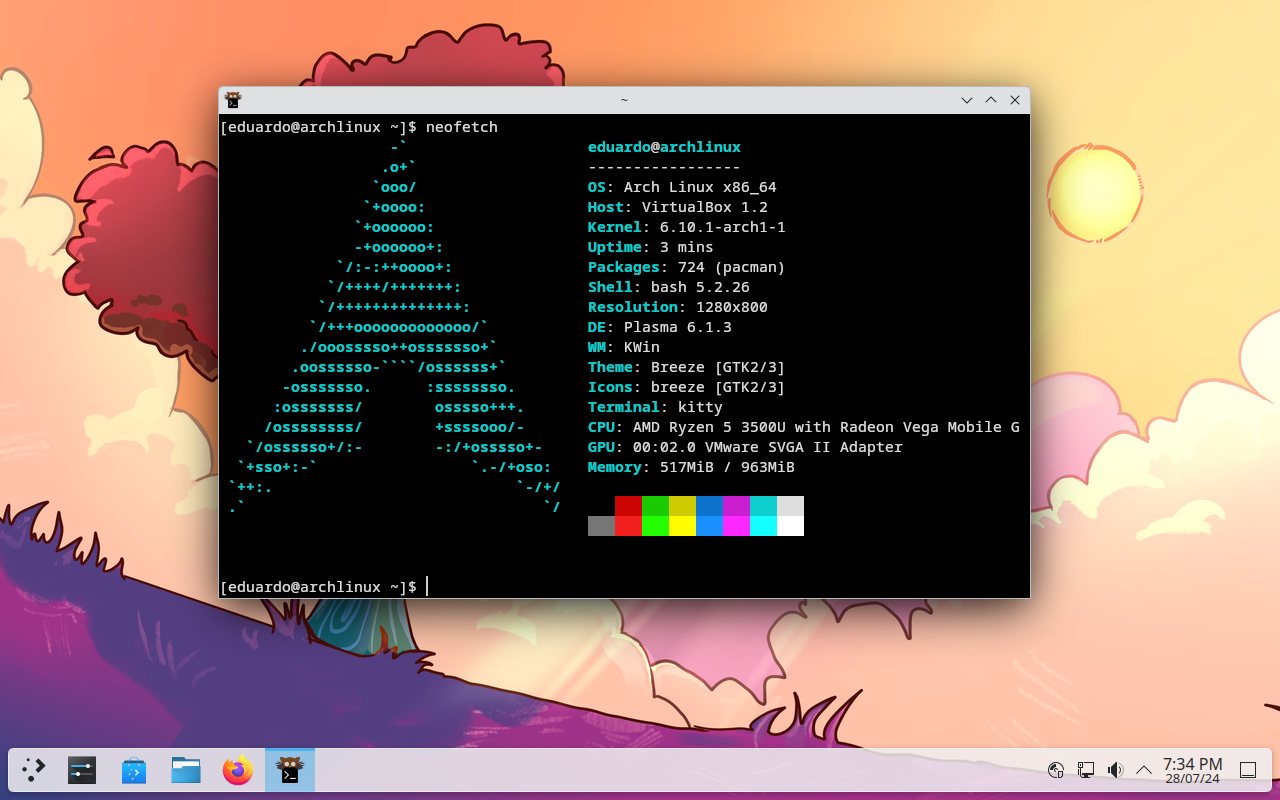 ~
[eduardo@archlinux ~]$ neofetch
-`
.o+`
`ooo/
`+oooo:
`+oooooo:
-+oooooo+:
`/:-:++oooo+:
`/++++/+++++++:
`/++++++++++++++:
`/+++ooooooooooooo/`
./ooosssso++osssssso+`
.oossssso-````/ossssss+`
-osssssso. :ssssssso.
:osssssss/ osssso+++.
/ossssssss/ +ssssooo/-
`/ossssso+/:- -:/+osssso+-
`+sso+:-` `.-/+oso:
`++:. `-/+/
.` `/
eduardo@archlinux
-----------------
OS: Arch Linux x86_64
Host: VirtualBox 1.2
Kernel: 6.10.1-arch1-1
Uptime: 3 mins
Packages: 724 (pacman)
Shell: bash 5.2.26
Resolution: 1280x800
DE: Plasma 6.1.3
WM: KWin
Theme: Breeze [GTK2/3]
Icons: breeze [GTK2/3]
Terminal: kitty
CPU: AMD Ryzen 5 3500U with Radeon Vega Mobile G
GPU: 00:02.0 VMware SVGA II Adapter
Memory: 517MiB / 963MiB
[eduardo@archlinux ~]$
7:34 PM
28/07/24